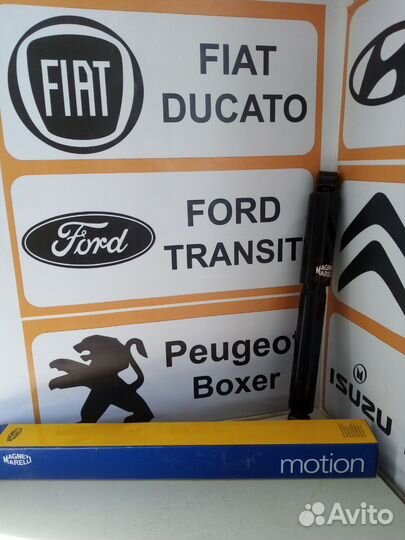 FIAT
FIAT
DUCATO
Ford
FORD
TRANSIT
MAGNETI
MARELLI
Peugeot
Boxer
ISUZU
MAGNETI
MARELLI
motion
Avito